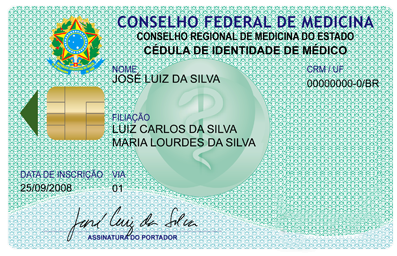 CONSELHO FEDERAL DE MEDICINA
CONSELHO REGIONAL DE MEDICINA DO ESTADO
CÉDULA DE IDENTIDADE DE MÉDICO
NOME
JOSÉ LUIZ DA SILVA
CRM / UF
00000000-0/BR
FILIAÇÃO
LUIZ CARLOS DA SILVA
MARIA LOURDES DA SILVA
DATA DE INSCRIÇÃO VIA
25/09/2008 01
José Luiz da Silva
ASSINATURA DO PORTADOR